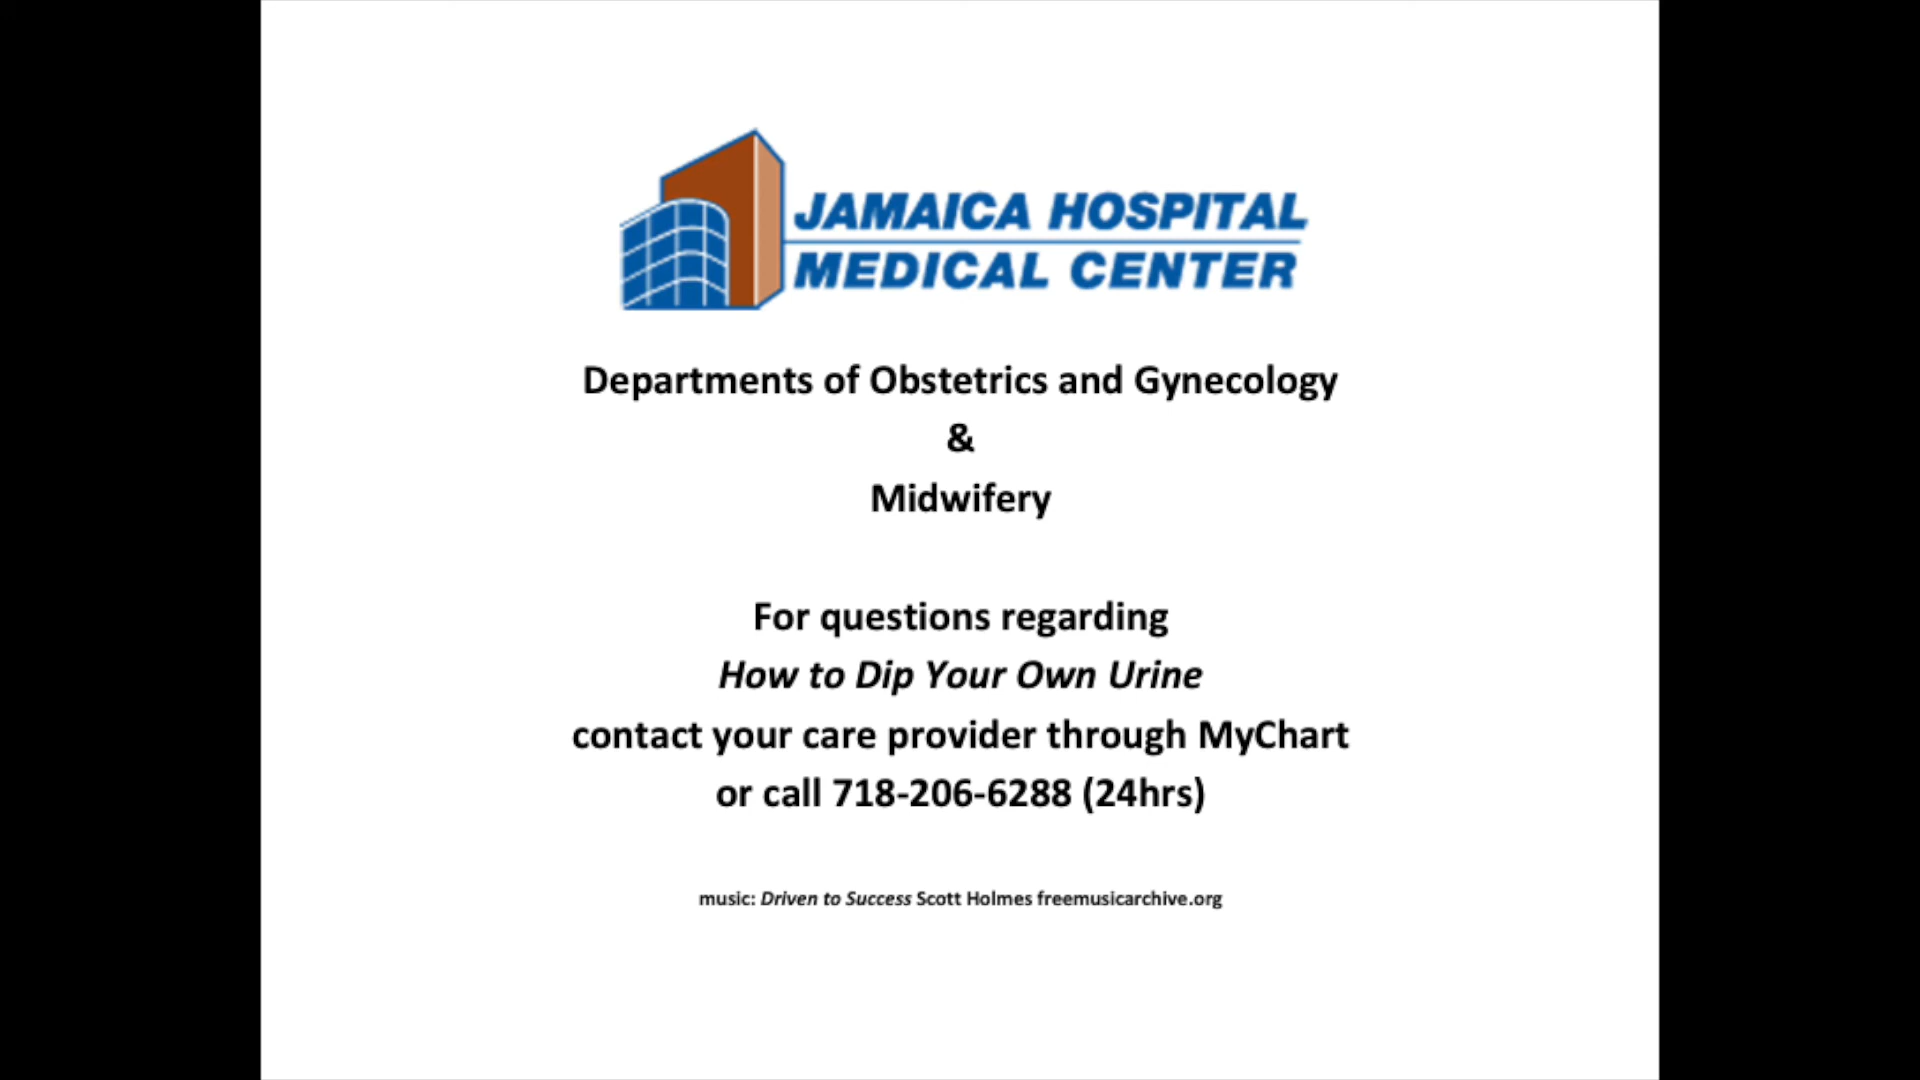 JAMAICA HOSPITAL
MEDICAL CENTER
Departments of Obstetrics and Gynecology
&
Midwifery
For questions regarding
How to Dip Your Own Urine
contact your care provider through MyChart
or call 718-206-6288 (24hrs)
music: Driven to Success Scott Holmes freemusicarchive.org